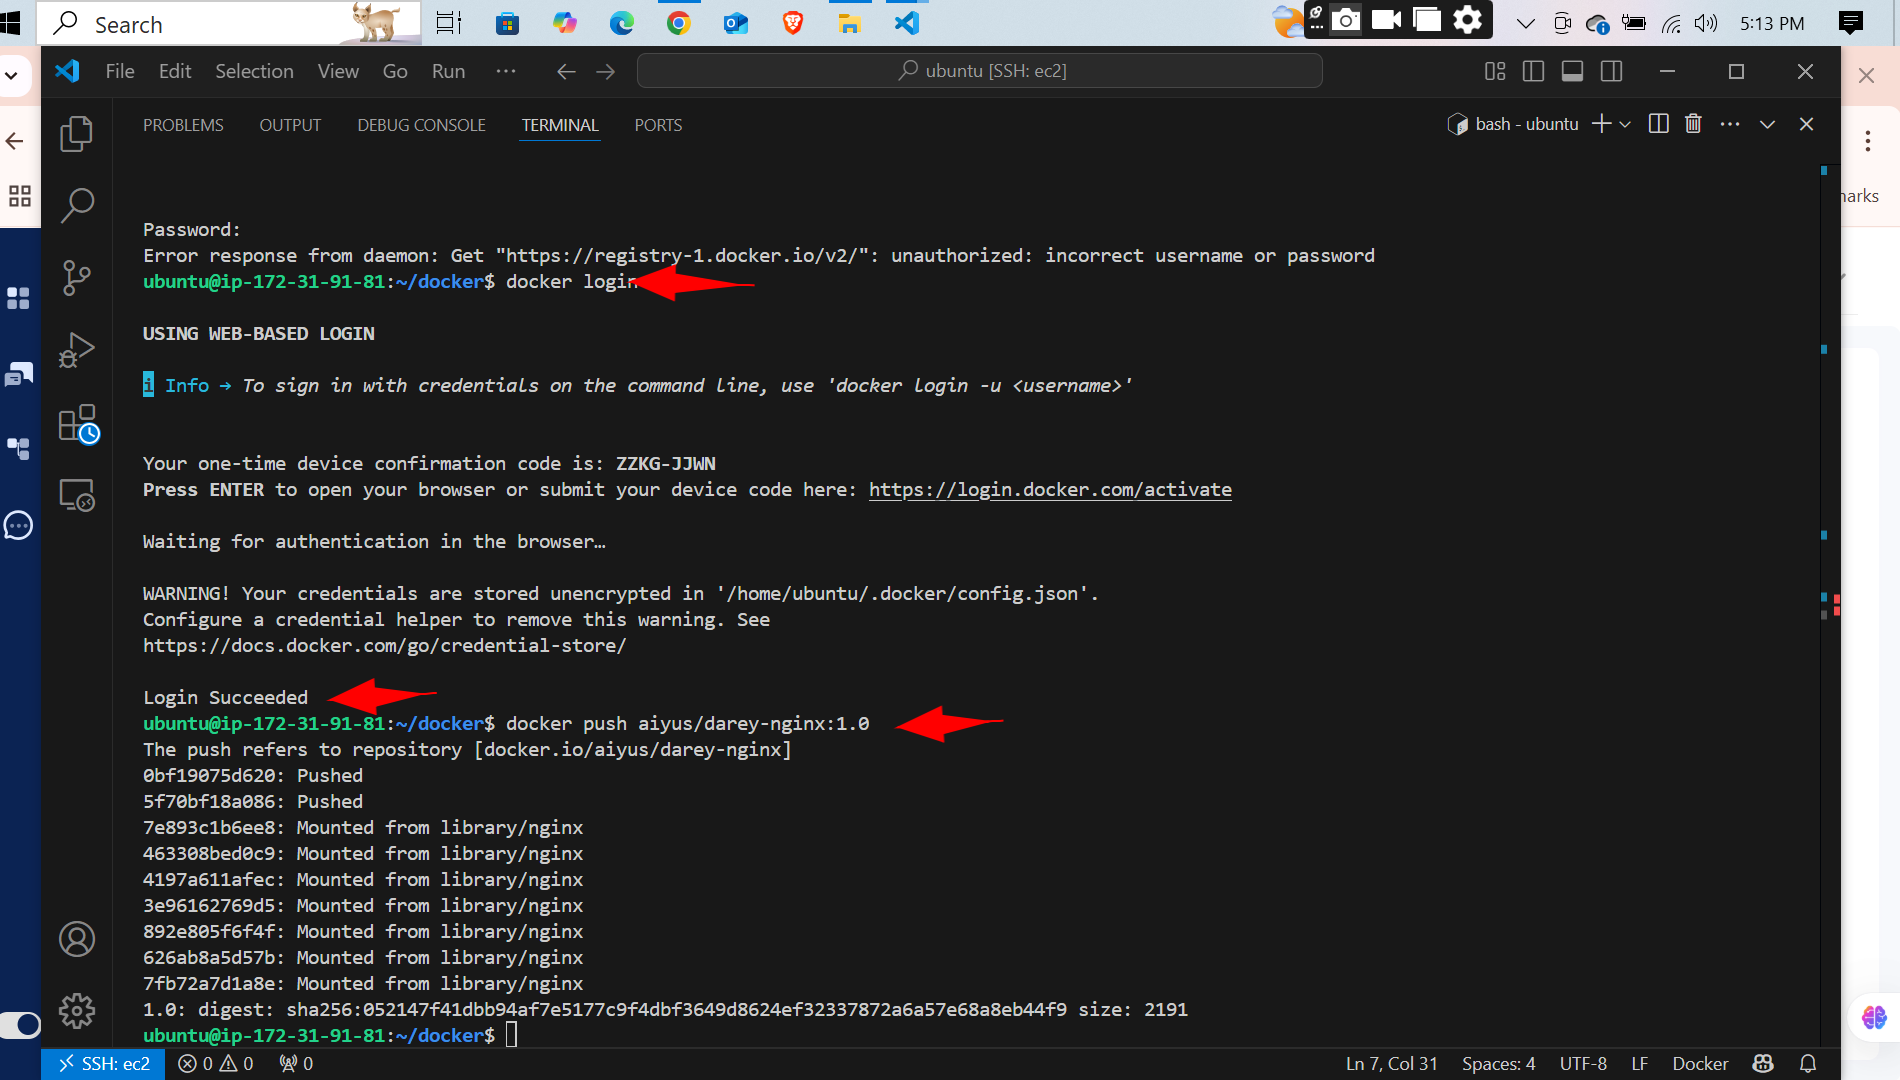 Search
5:13 PM
File Edit Selection View Go Run ···
ubuntu [SSH: ec2]
PROBLEMS OUTPUT DEBUG CONSOLE TERMINAL PORTS
bash - ubuntu
Password:
Error response from daemon: Get "https://registry-1.docker.io/v2/": unauthorized: incorrect username or password
ubuntu@ip-172-31-91-81:~/docker$ docker login
USING WEB-BASED LOGIN
i Info → To sign in with credentials on the command line, use 'docker login -u <username>'
Your one-time device confirmation code is: ZZKG-JJWN
Press ENTER to open your browser or submit your device code here: https://login.docker.com/activate
Waiting for authentication in the browser…
WARNING! Your credentials are stored unencrypted in '/home/ubuntu/.docker/config.json'.
Configure a credential helper to remove this warning. See
https://docs.docker.com/go/credential-store/
Login Succeeded
ubuntu@ip-172-31-91-81:~/docker$ docker push aiyus/darey-nginx:1.0
The push refers to repository [docker.io/aiyus/darey-nginx]
0bf19075d620: Pushed
5f70bf18a086: Pushed
7e893c1b6ee8: Mounted from library/nginx
463308bed0c9: Mounted from library/nginx
4197a611afec: Mounted from library/nginx
3e96162769d5: Mounted from library/nginx
892e805f6f4f: Mounted from library/nginx
626ab8a5d57b: Mounted from library/nginx
7fb72a7d1a8e: Mounted from library/nginx
1.0: digest: sha256:052147f41dbb94af7e5177c9f4dbf3649d8624ef32337872a6a57e68a8eb44f9 size: 2191
ubuntu@ip-172-31-91-81:~/docker$
SSH: ec2 0 0 0
Ln 7, Col 31 Spaces: 4 UTF-8 LF Docker